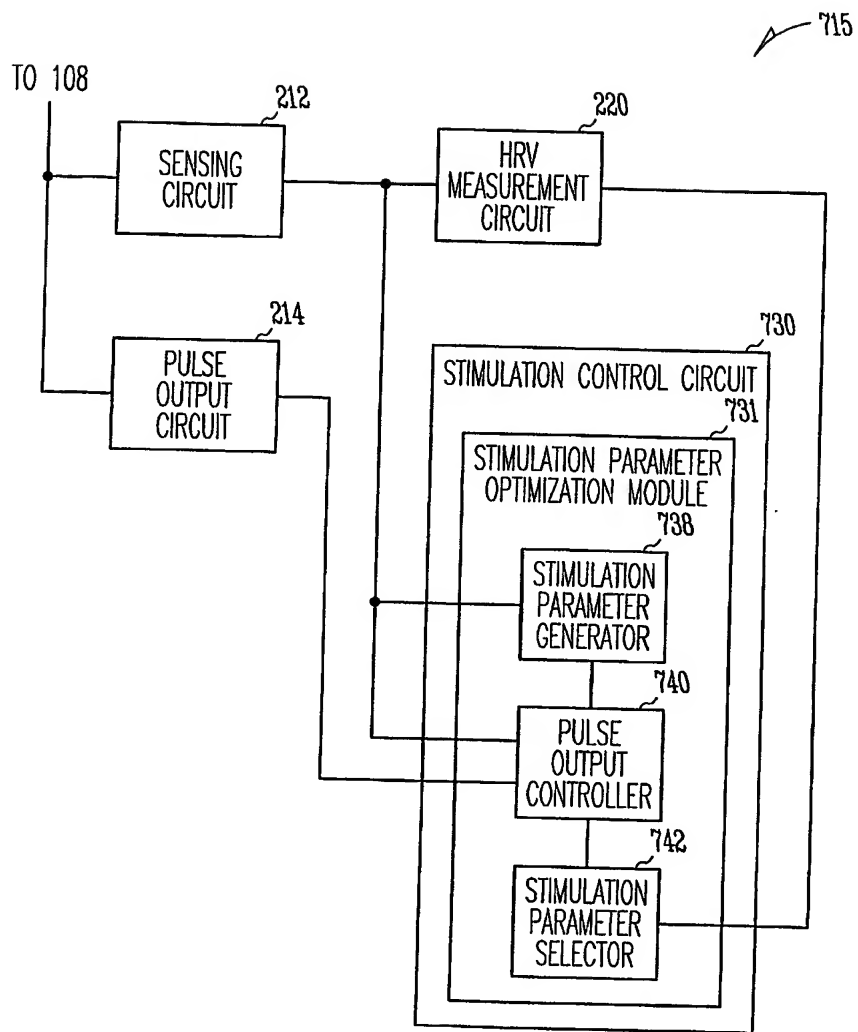 715
TO 108
212
SENSING
CIRCUIT
220
HRV
MEASUREMENT
CIRCUIT
214
PULSE
OUTPUT
CIRCUIT
730
STIMULATION CONTROL CIRCUIT
731
STIMULATION PARAMETER
OPTIMIZATION MODULE
738
STIMULATION
PARAMETER
GENERATOR
740
PULSE
OUTPUT
CONTROLLER
742
STIMULATION
PARAMETER
SELECTOR